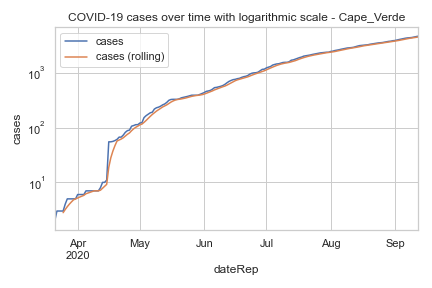 COVID-19 cases over time with logarithmic scale - Cape_Verde
cases
cases (rolling)
10³
10²
10¹
cases
Apr
2020
May
Jun
Jul
Aug
Sep
dateRep